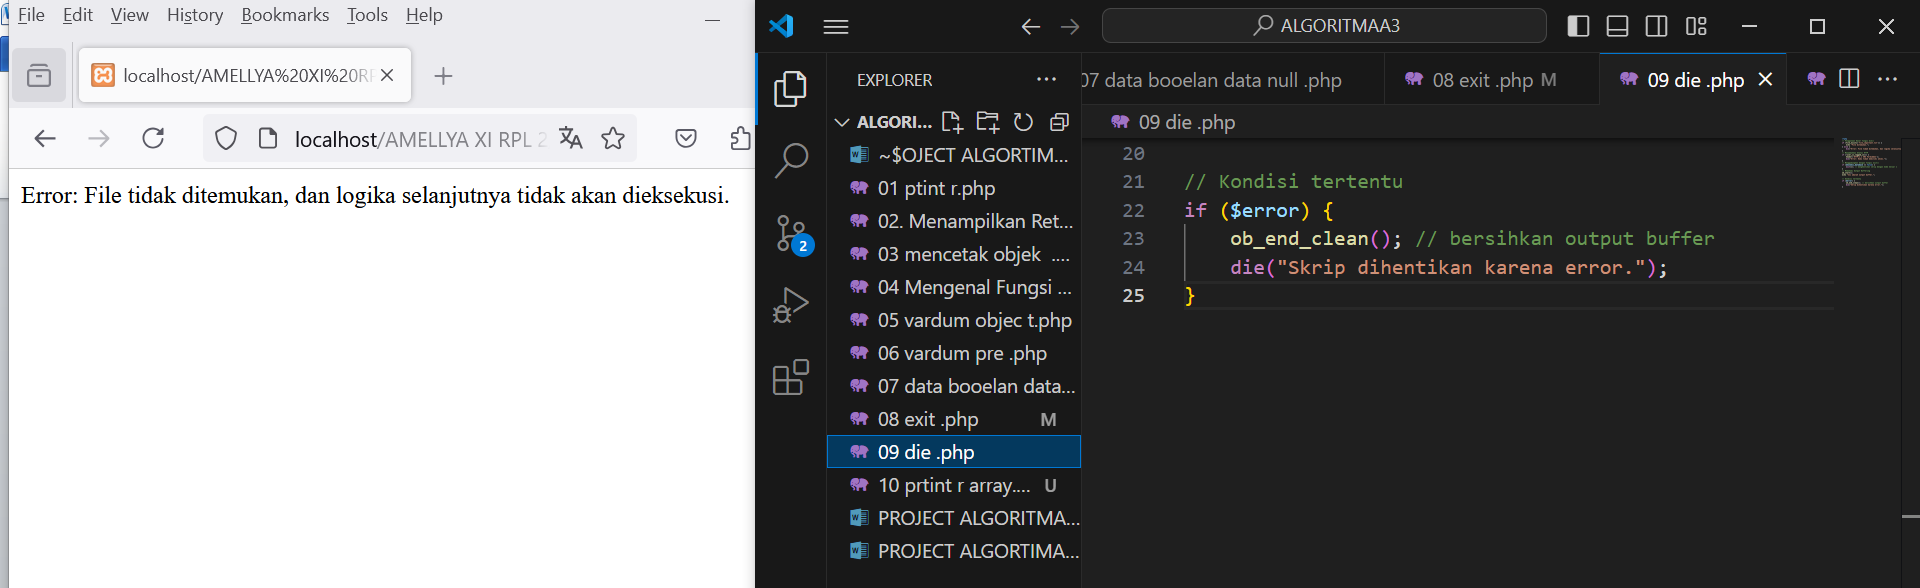 File Edit View History Bookmarks Tools Help
localhost/AMELLYA%20XI%20RP
localhost/AMELLYA XI RPL 2
Error: File tidak ditemukan, dan logika selanjutnya tidak akan dieksekusi.
ALGORITMAA3
EXPLORER
ALGORI...
~$OJECT ALGORTIM...
01 ptint r.php
02. Menampilkan Ret...
03 mencetak objek ....
04 Mengenal Fungsi ...
05 vardum objec t.php
06 vardum pre .php
07 data booelan data...
08 exit .php M
09 die .php
10 prtint r array.... U
PROJECT ALGORITMA...
PROJECT ALGORTIMA...
2
07 data booelan data null .php 08 exit .php M 09 die .php
09 die .php
20
21 // Kondisi tertentu
22 if ($error) {
23 ob_end_clean(); // bersihkan output buffer
24 die("Skrip dihentikan karena error.");
25 }